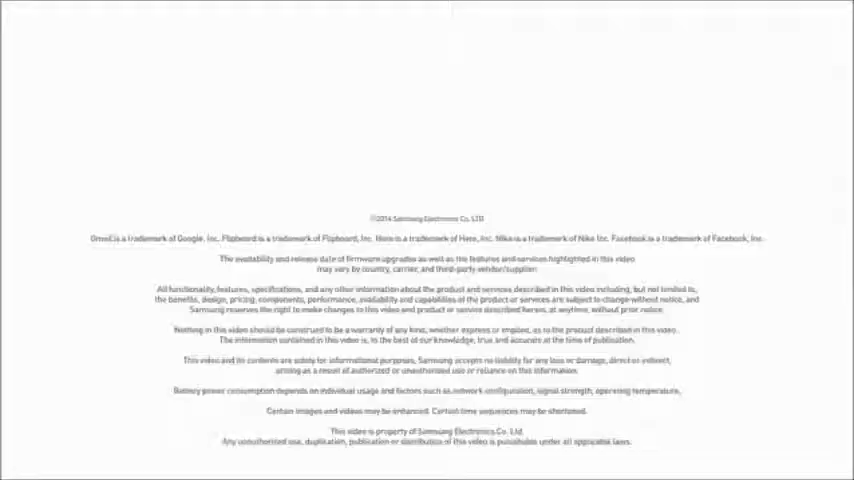 ©2014 Samsung Electronics Co. LTD
Gmail is a trademark of Google, Inc. Flipboard is a trademark of Flipboard, Inc. Here is a trademark of Here, Inc. Nike is a trademark of Nike Inc. Facebook is a trademark of Facebook, Inc.
The availability and release date of firmware upgrades as well as the features and services highlighted in this video
may vary by country, carrier, and third-party vendor/supplier.
All functionality, features, specifications, and any other information about the product and services described in this video including, but not limited to,
the benefits, design, pricing, components, performance, availability and capabilities of the product or services are subject to change without notice, and
Samsung reserves the right to make changes to this video and product or service described herein, at anytime, without prior notice.
Nothing in this video should be construed to be a warranty of any kind, whether express or implied, as to the product described in this video.
The information contained in this video is, to the best of our knowledge, true and accurate at the time of publication.
This video and its contents are solely for informational purposes, Samsung accepts no liability for any loss or damage, direct or indirect,
arising as a result of authorized or unauthorized use or reliance on this information.
Battery power consumption depends on individual usage and factors such as network configuration, signal strength, operating temperature.
Certain images and videos may be enhanced. Certain time sequences may be shortened.
This video is property of Samsung Electronics Co. Ltd.
Any unauthorized use, duplication, publication or distribution of this video is punishable under all applicable laws.